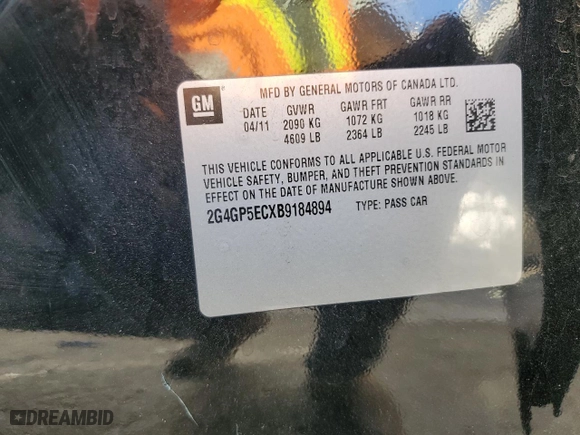 GM
MFD BY GENERAL MOTORS OF CANADA LTD.
DATE GVWR GAWR FRT GAWR RR
04/11 2090 KG 1072 KG 1018 KG
4609 LB 2364 LB 2245 LB
THIS VEHICLE CONFORMS TO ALL APPLICABLE U.S. FEDERAL MOTOR
VEHICLE SAFETY, BUMPER, AND THEFT PREVENTION STANDARDS IN
EFFECT ON THE DATE OF MANUFACTURE SHOWN ABOVE.
2G4GP5ECXB9184894 TYPE: PASS CAR
DREAMBID